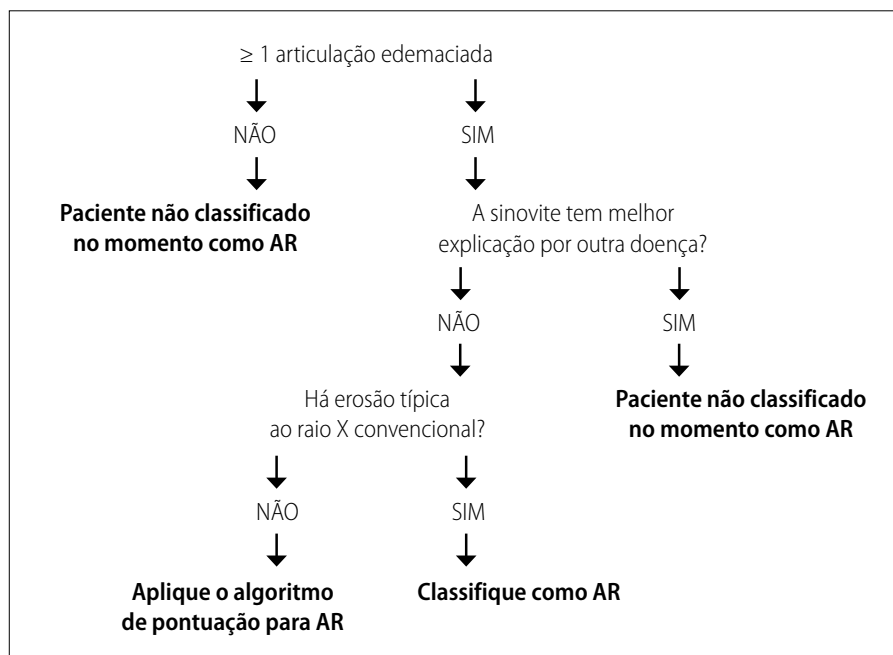 ≥ 1 articulação edemaciada
NÃO
SIM
Paciente não classificado
no momento como AR
A sinovite tem melhor
explicação por outra doença?
NÃO
SIM
Há erosão típica
ao raio X convencional?
Paciente não classificado
no momento como AR
NÃO
SIM
Aplique o algoritmo
de pontuação para AR
Classifique como AR